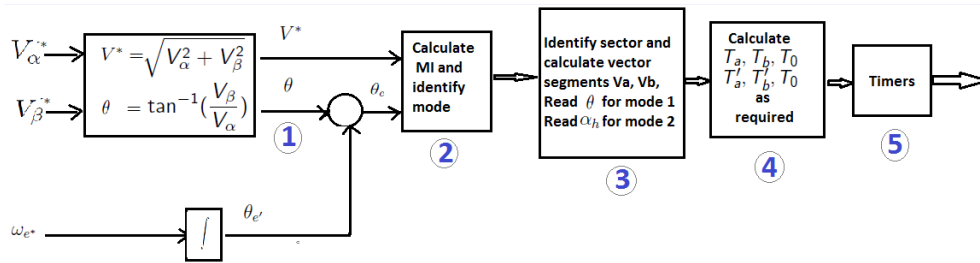 V*α
V*β
V* = √(V²α + V²β)
θ = tan⁻¹(Vβ/Vα)
V*
θ
1
θc
Calculate
MI and
identify
mode
2
Identify sector and
calculate vector
segments Va, Vb,
Read θ for mode 1
Read αh for mode 2
3
Calculate
Ta, Tb, T0
T′a, T′b, T0
as
required
4
Timers
5
ωe*
∫
θe′
c